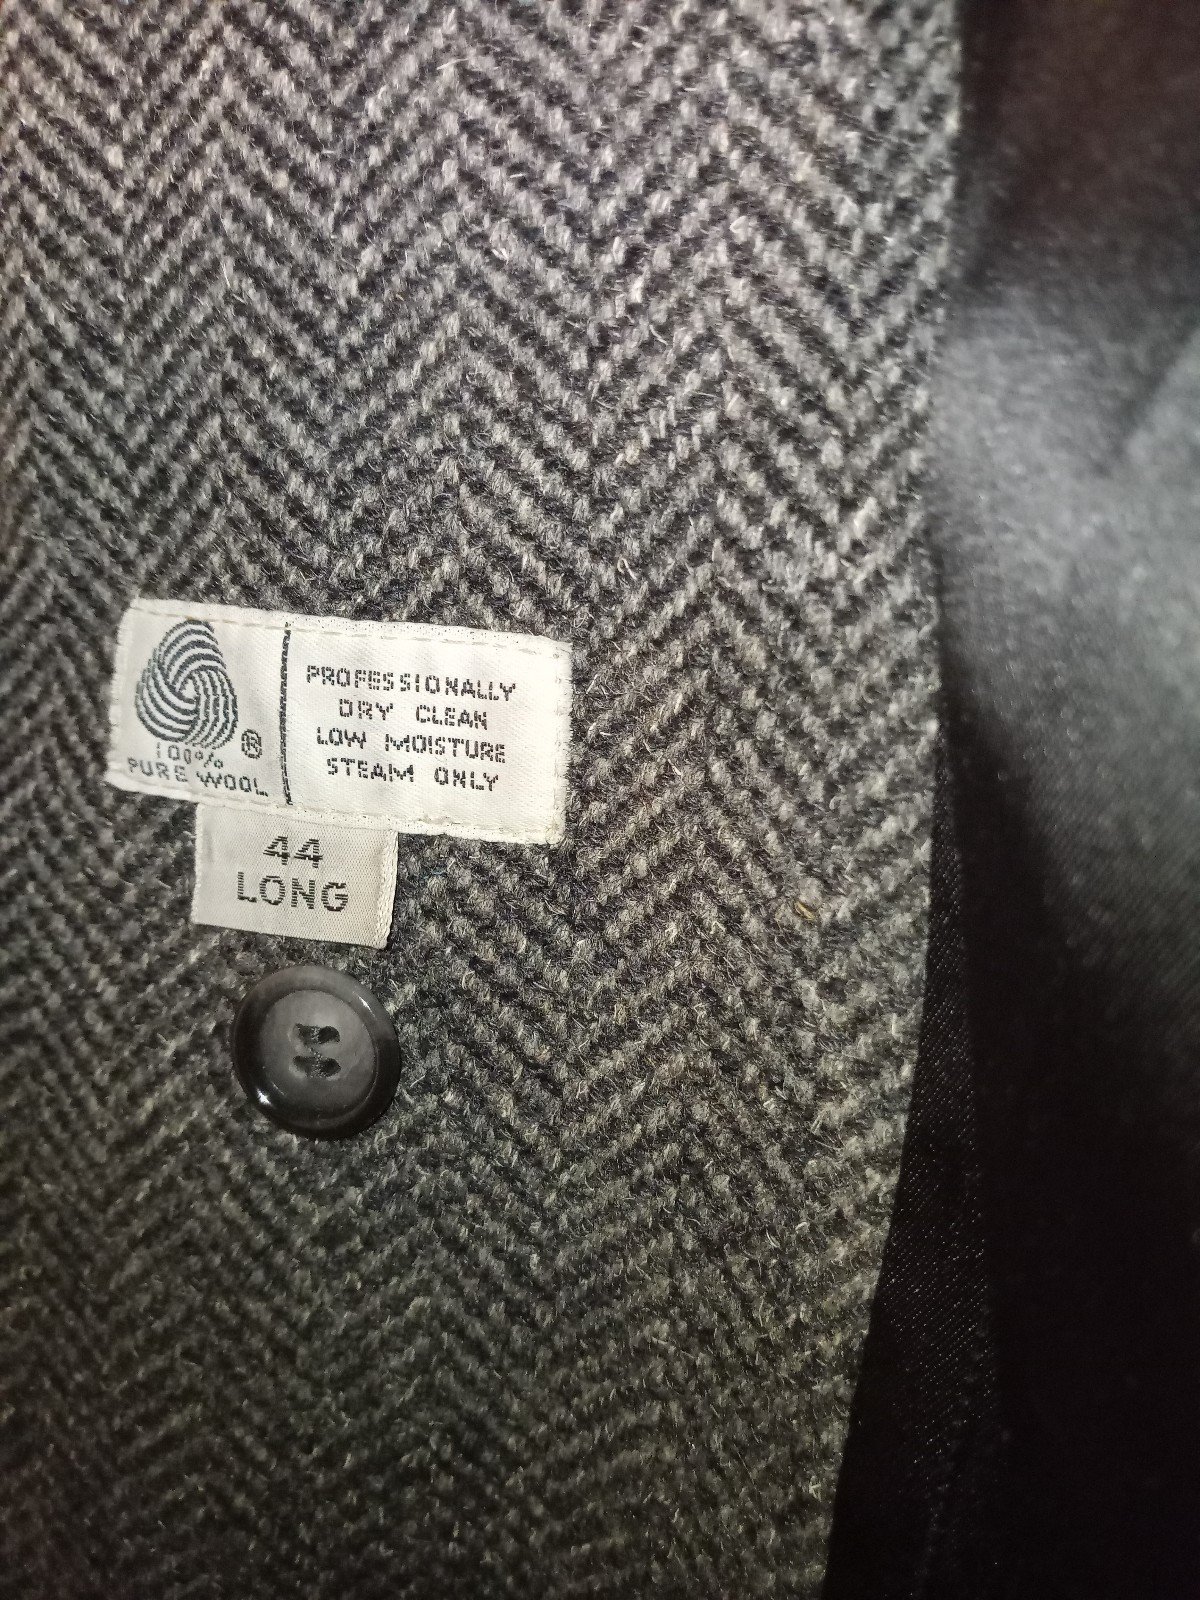 100%
PURE WOOL
®
PROFESSIONALLY
DRY CLEAN
LOW MOISTURE
STEAM ONLY
44
LONG